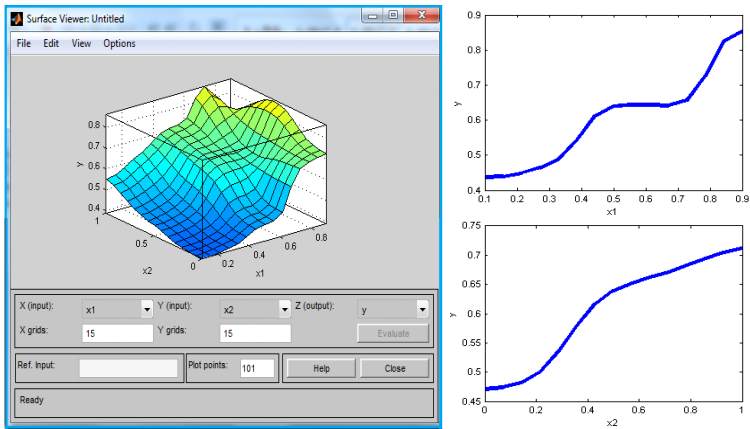 Surface Viewer: Untitled
File Edit View Options
0.8
0.7
0.6
0.5
0.4
y
1
0.5
0
x2
0.2
0.4
0.6
0.8
x1
X (input): x1 Y (input): x2 Z (output): y
X grids: 15 Y grids: 15 Evaluate
Ref. Input: Plot points: 101 Help Close
Ready
0.9
0.8
0.7
0.6
0.5
0.4
y
0.1 0.2 0.3 0.4 0.5 0.6 0.7 0.8 0.9
x1
0.75
0.7
0.65
0.6
0.55
0.5
0.45
y
0 0.2 0.4 0.6 0.8 1
x2